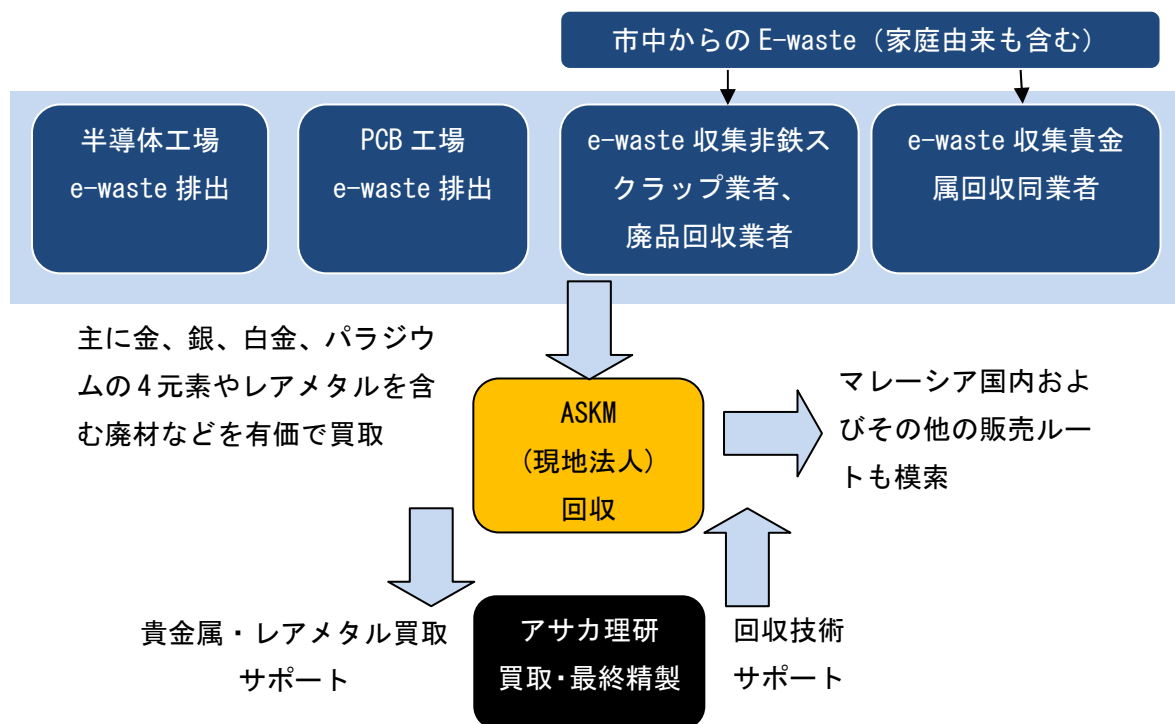 市中からの E-waste（家庭由来も含む）
半導体工場
e-waste 排出
PCB 工場
e-waste 排出
e-waste 収集非鉄ス
クラップ業者、
廃品回収業者
e-waste 収集貴金
属回収同業者
主に金、銀、白金、パラジウ
ムの 4 元素やレアメタルを含
む廃材などを有価で買取
ASKM
(現地法人)
回収
マレーシア国内およ
びその他の販売ルー
トも模索
貴金属・レアメタル買取
サポート
アサカ理研
買取・最終精製
回収技術
サポート